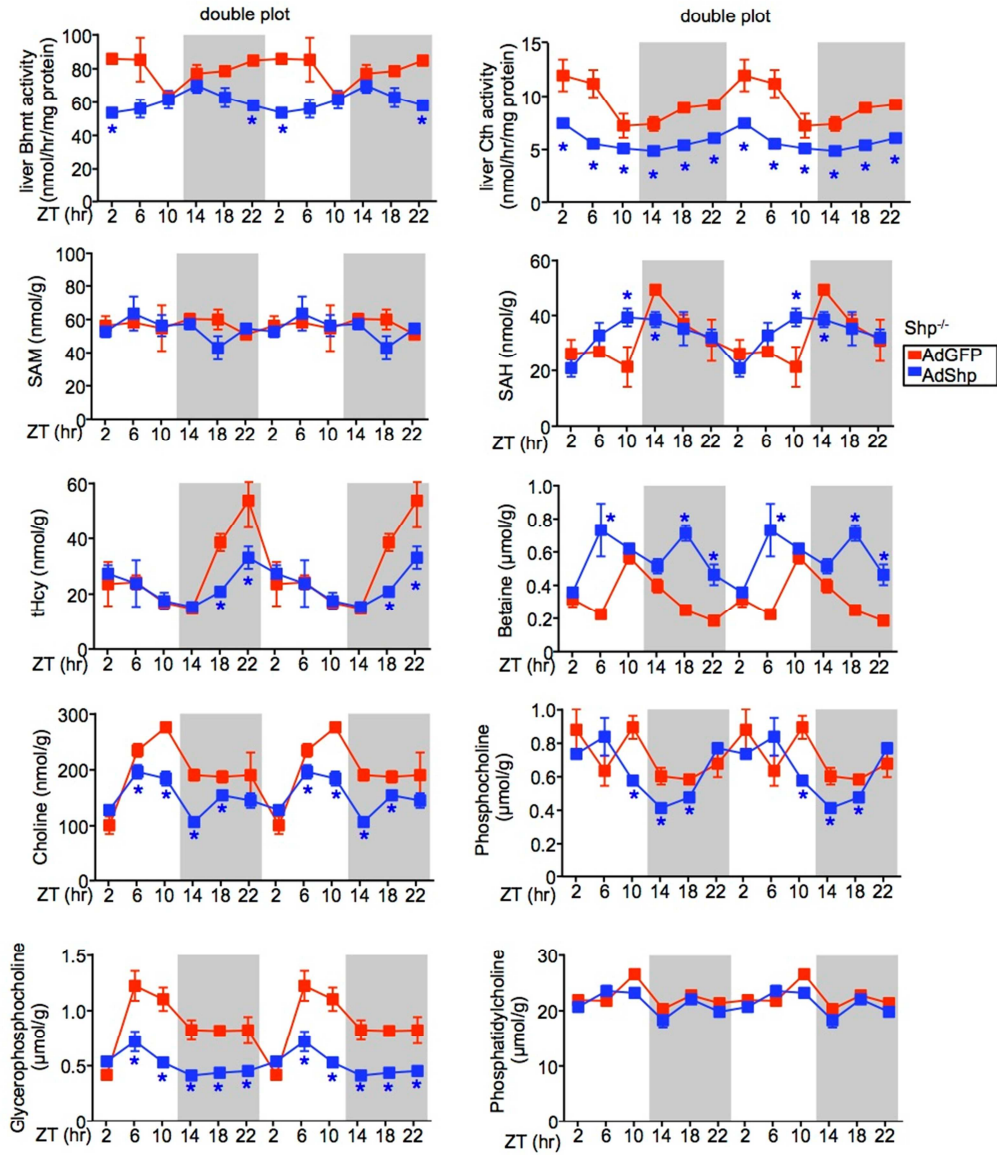 double plot
double plot
liver Bhmt activity
(nmol/hr/mg protein)
100
80
60
40
20
0
ZT (hr) 2 6 10 14 18 22 2 6 10 14 18 22
*
*
*
*
liver Cth activity
(nmol/hr/mg protein)
15
10
5
0
ZT (hr) 2 6 10 14 18 22 2 6 10 14 18 22
* * * * * * * * * * * *
SAM (nmol/g)
100
80
60
40
20
0
ZT (hr) 2 6 10 14 18 22 2 6 10 14 18 22
SAH (nmol/g)
60
40
20
0
ZT (hr) 2 6 10 14 18 22 2 6 10 14 18 22
* * * *
Shp-/-
AdGFP
AdShp
tHcy (nmol/g)
60
40
20
0
ZT (hr) 2 6 10 14 18 22 2 6 10 14 18 22
* * * *
Betaine (µmol/g)
1.0
0.8
0.6
0.4
0.2
0
ZT (hr) 2 6 10 14 18 22 2 6 10 14 18 22
* * * * * *
Choline (nmol/g)
300
200
100
0
ZT (hr) 2 6 10 14 18 22 2 6 10 14 18 22
* * * * * * * *
Phosphocholine
(µmol/g)
1.0
0.8
0.6
0.4
0.2
0
ZT (hr) 2 6 10 14 18 22 2 6 10 14 18 22
* * * * * *
Glycerophosphocholine
(µmol/g)
1.5
1.0
0.5
0
ZT (hr) 2 6 10 14 18 22 2 6 10 14 18 22
* * * * * * * * * *
Phosphatidylcholine
(µmol/g)
30
20
10
0
ZT (hr) 2 6 10 14 18 22 2 6 10 14 18 22